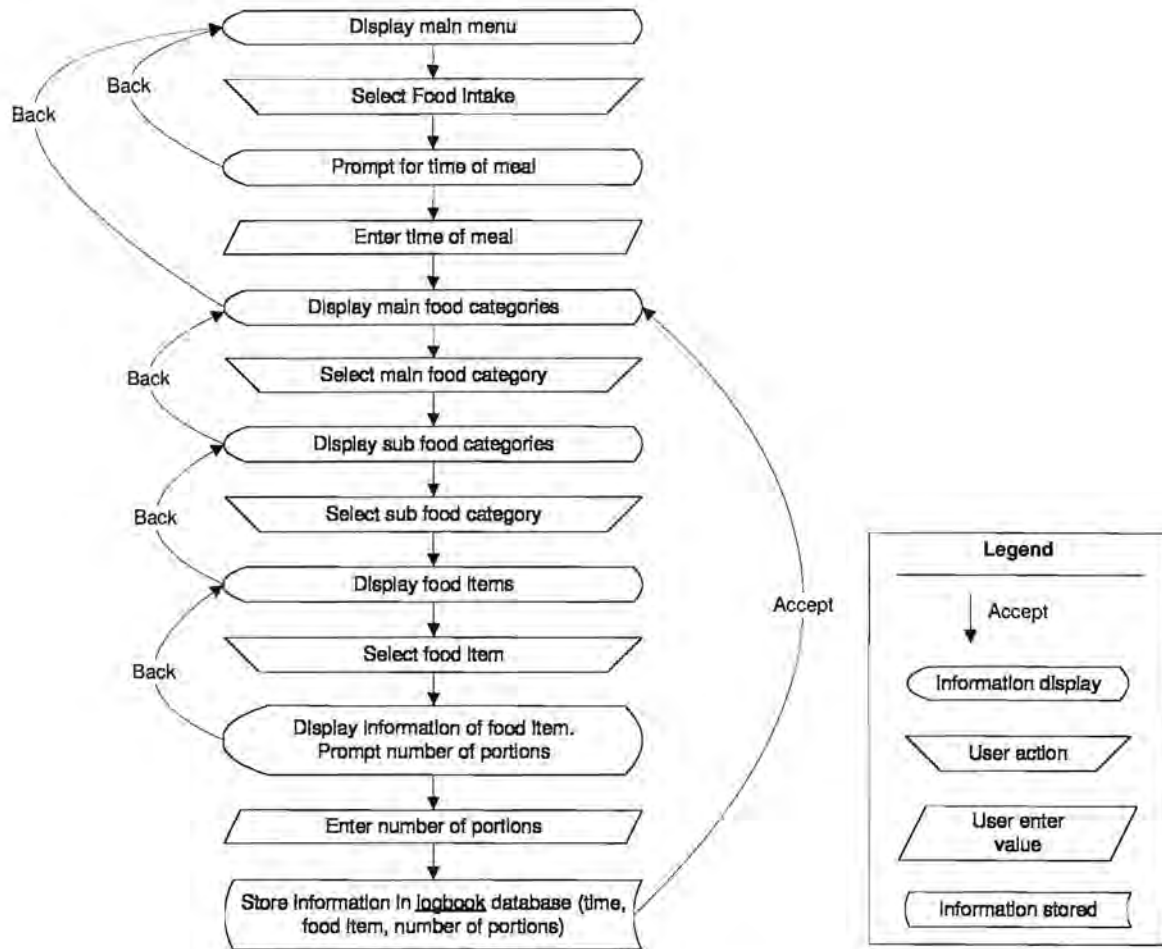 Display main menu
Back
Select Food Intake
Back
Prompt for time of meal
Enter time of meal
Display main food categories
Back
Select main food category
Display sub food categories
Back
Select sub food category
Display food items
Accept
Back
Select food item
Display information of food item.
Prompt number of portions
Enter number of portions
Store information in logbook database (time,
food item, number of portions)
Legend
Accept
Information display
User action
User enter
value
Information stored